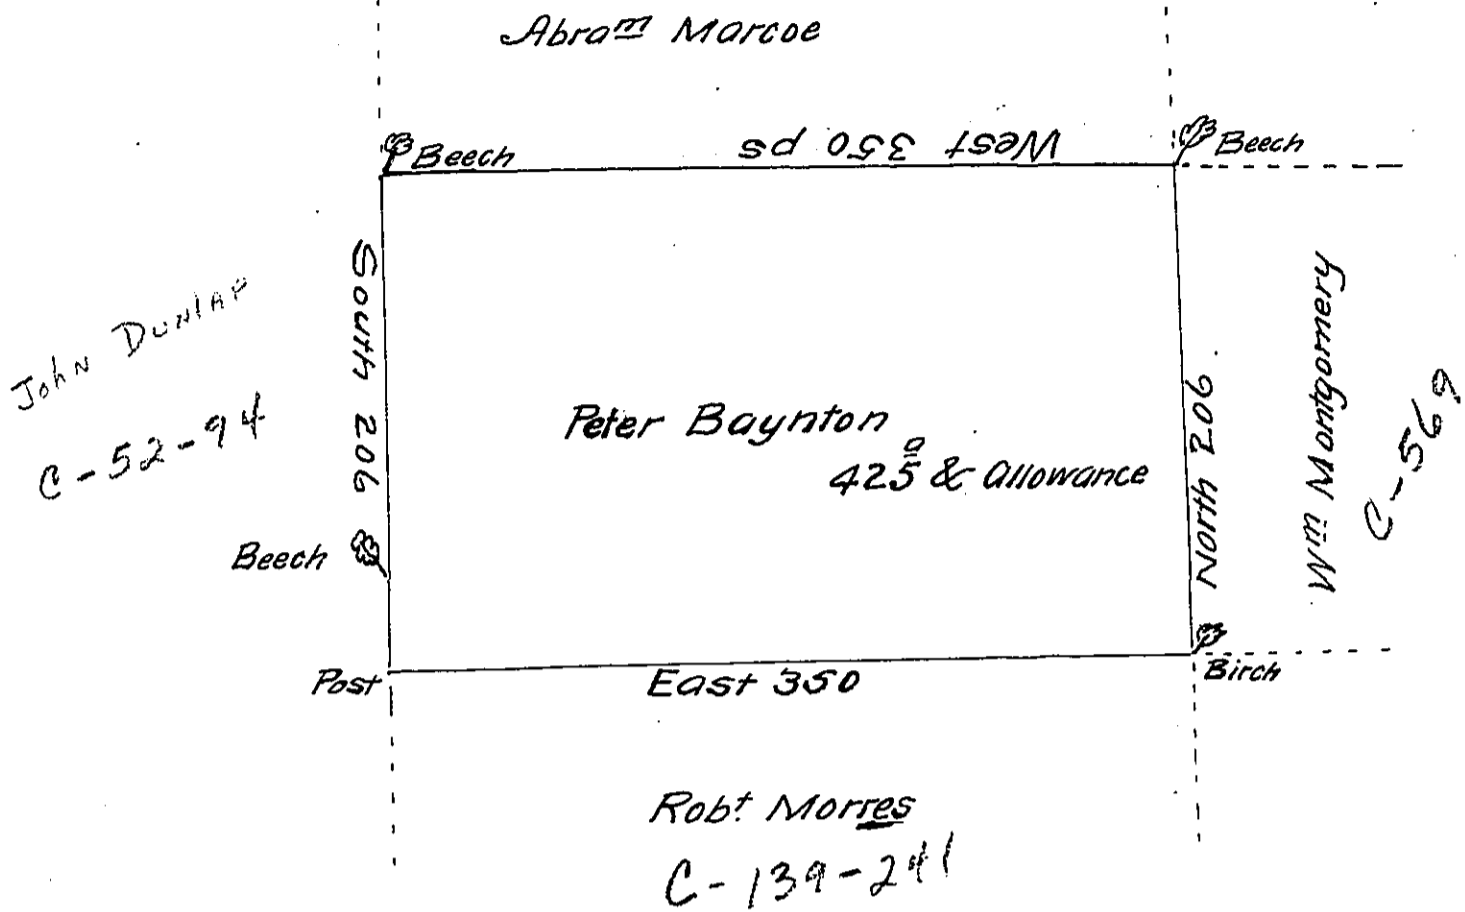 Abraᵐ Marcoe
Beech
West 350 ps
Beech
John Dunlap
C-52-94
South 206
Peter Baynton
425ᵃ & Allowance
North 206.
Wᵐ Montgomery
C-569
Beech
Post
East 350
Birch
Robᵗ Morres
C-139-241